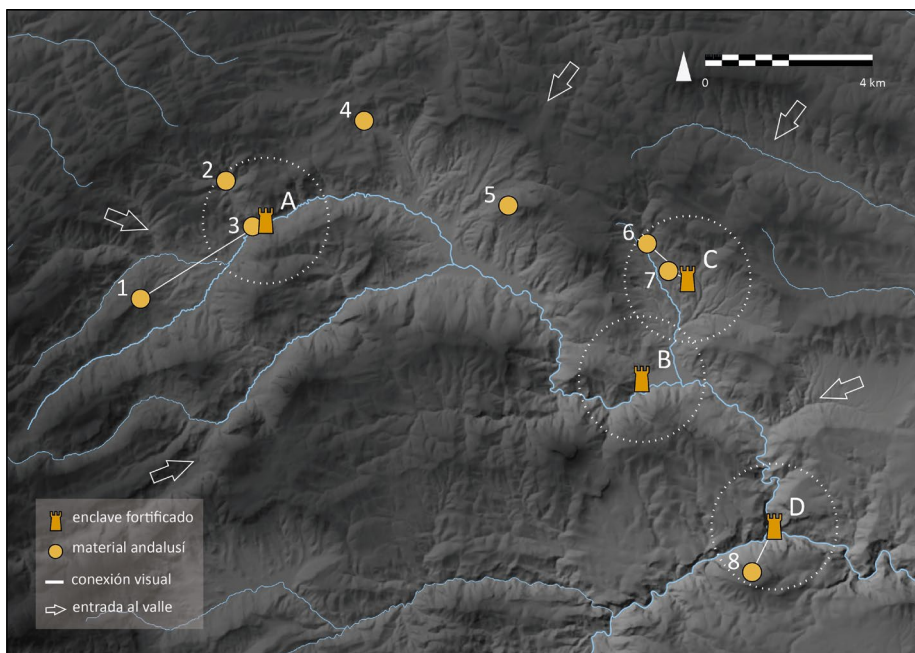 4
0
4 km
2
A
3
5
6
C
7
1
B
D
8
enclave fortificado
material andalusí
conexión visual
entrada al valle